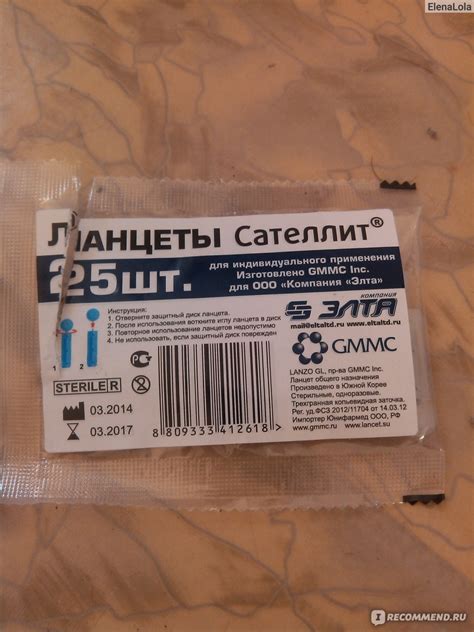 ElenaLola
Ланцеты Сателлит®
25шт.
для индивидуального применения
Изготовлено GMMC Inc.
для ООО «Компания «Элта»
Инструкция:
1. Отверните защитный диск ланцета.
2. После использования воткните иглу ланцета в диск
3. Повторное использование ланцетов недопустимо
4. Не использовать, если диск поврежден
1 2
КОМПАНИЯ
ЭЛТА
mail@eltaltd.ru www.eltaltd.ru
GMMC
STERILE R
03.2014
03.2017
8 809333 412618 >
LANZO GL, пр-ва GMMC Inc.
Ланцет общего назначения
Произведено в Южной Корее
Стерильные, одноразовые.
Трехгранная копьевидная заточка.
Рег. уд.ФСЗ 2012/11704 от 14.03.12
Импортер Юнифармед ООО, РФ
www.gmmc.ru www.lancet.su
IRECOMMEND.RU